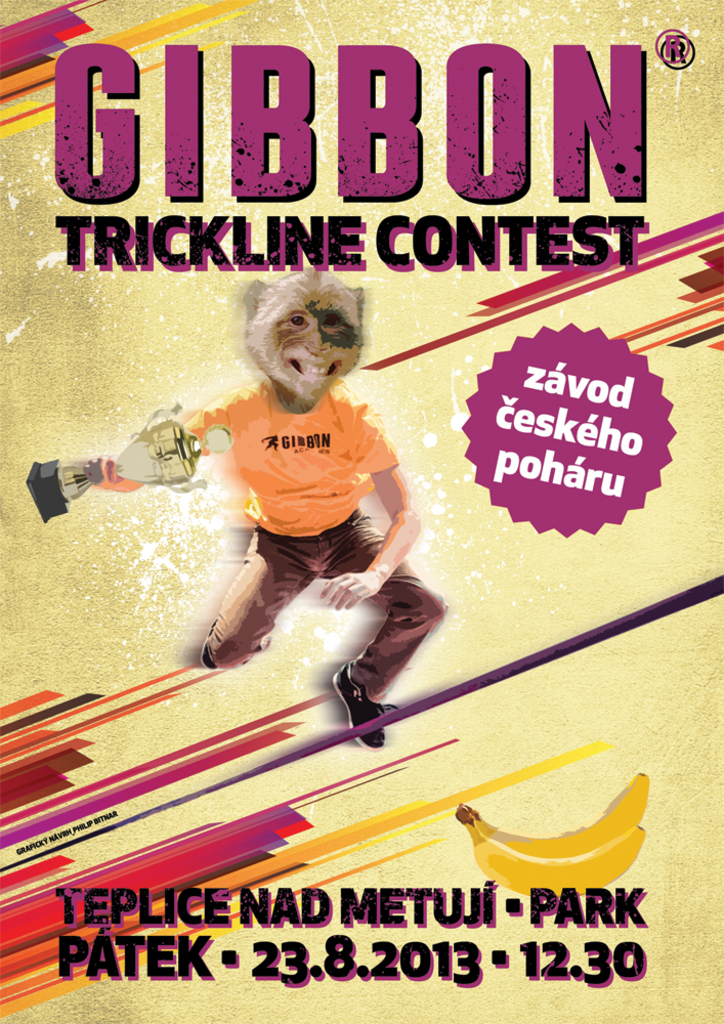 GIBBON®
TRICKLINE CONTEST
GIBBON
závod
českého
poháru
GRAFICKÝ NÁVRH PHILIP BITNAR
TEPLICE NAD METUJÍ · PARK
PÁTEK · 23.8.2013 · 12.30